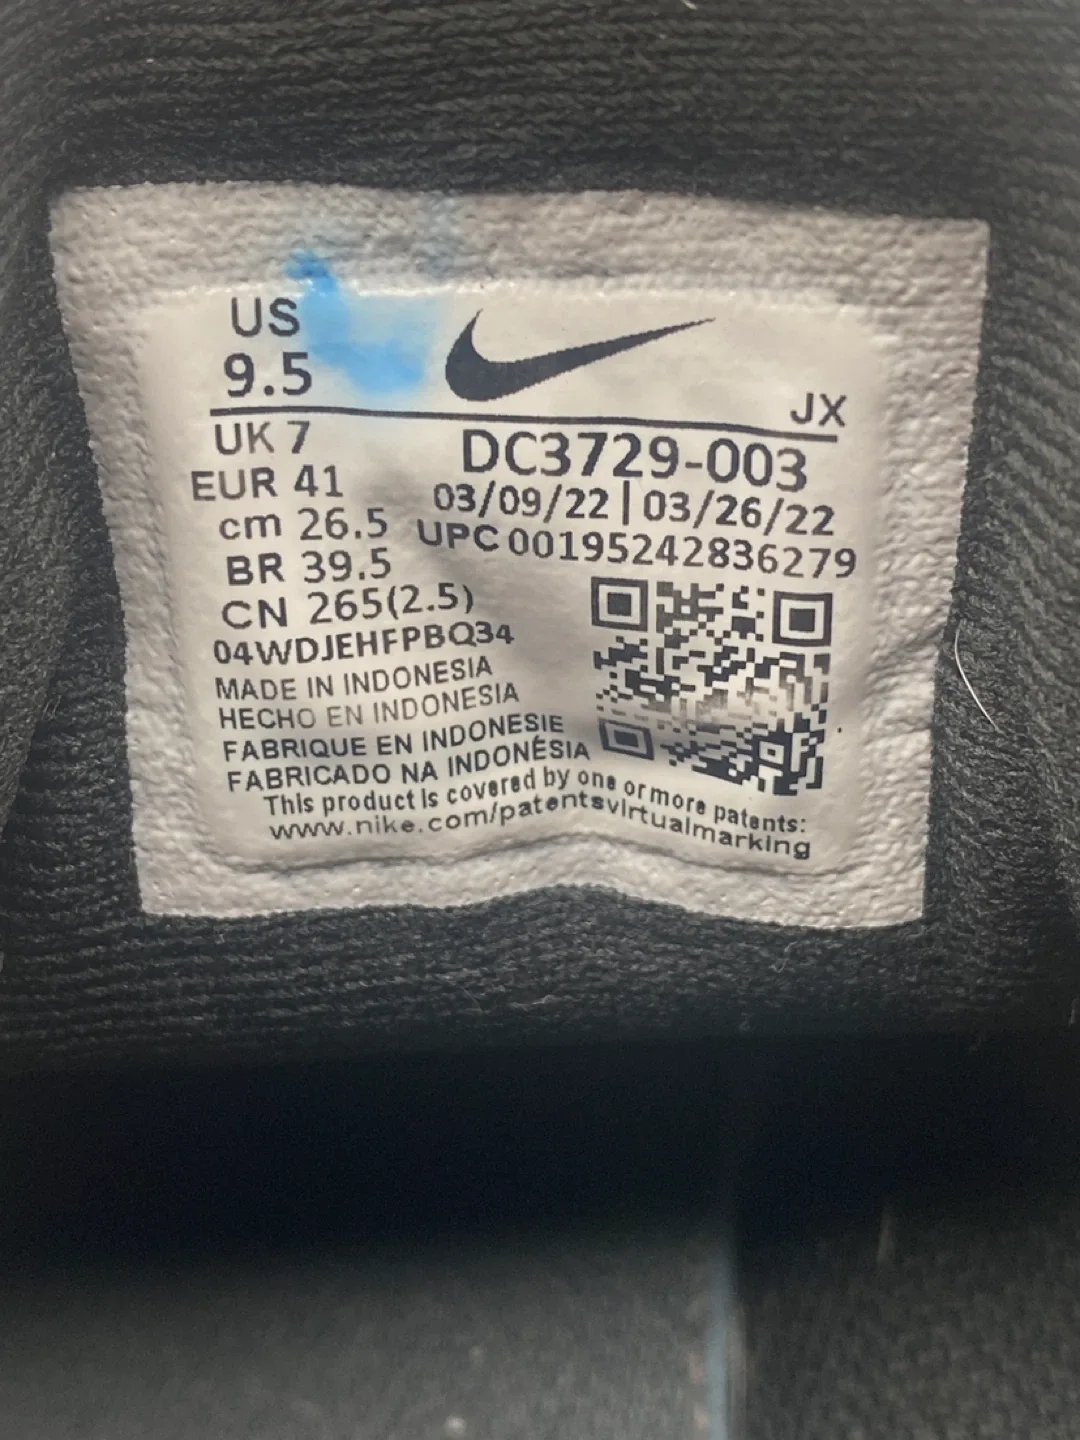 US
9.5
JX
UK 7
DC3729-003
EUR 41
03/09/22 | 03/26/22
cm 26.5
UPC 00195242836279
BR 39.5
CN 265(2.5)
04WDJEHFPBQ34
MADE IN INDONESIA
HECHO EN INDONESIA
FABRIQUE EN INDONESIE
FABRICADO NA INDONÉSIA
This product is covered by one or more patents:
www.nike.com/patentsvirtualmarking